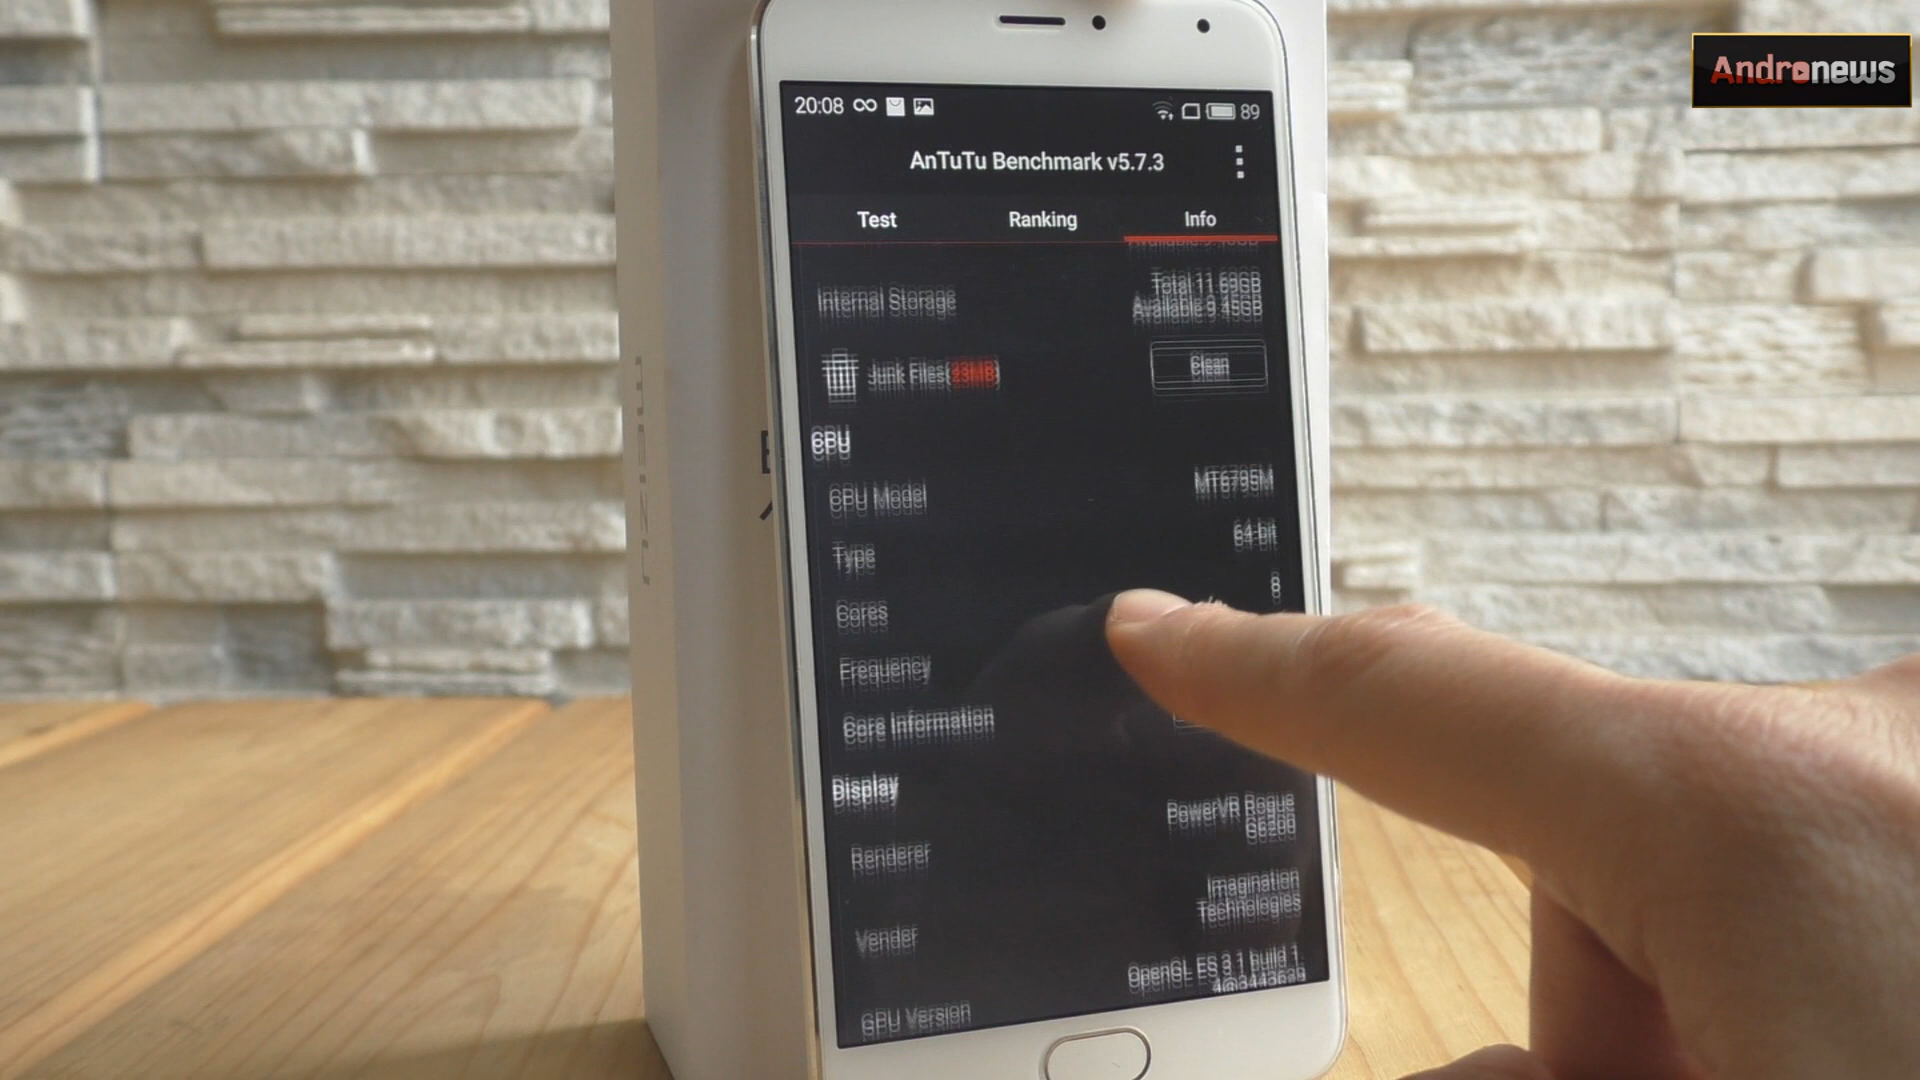 Andronews
20:08 89
AnTuTu Benchmark v5.7.3
Test Ranking Info
Internal Storage Total 11.69GB
Available 9.45GB
Junk Files(23MB) Clean
CPU
CPU Model MT6795M
Type 64-bit
Cores 8
Frequency
Core Information
Display
Renderer PowerVR Rogue
G6200
Vender Imagination
Technologies
GPU Version OpenGL ES 3.1 build 1.
MEIZU